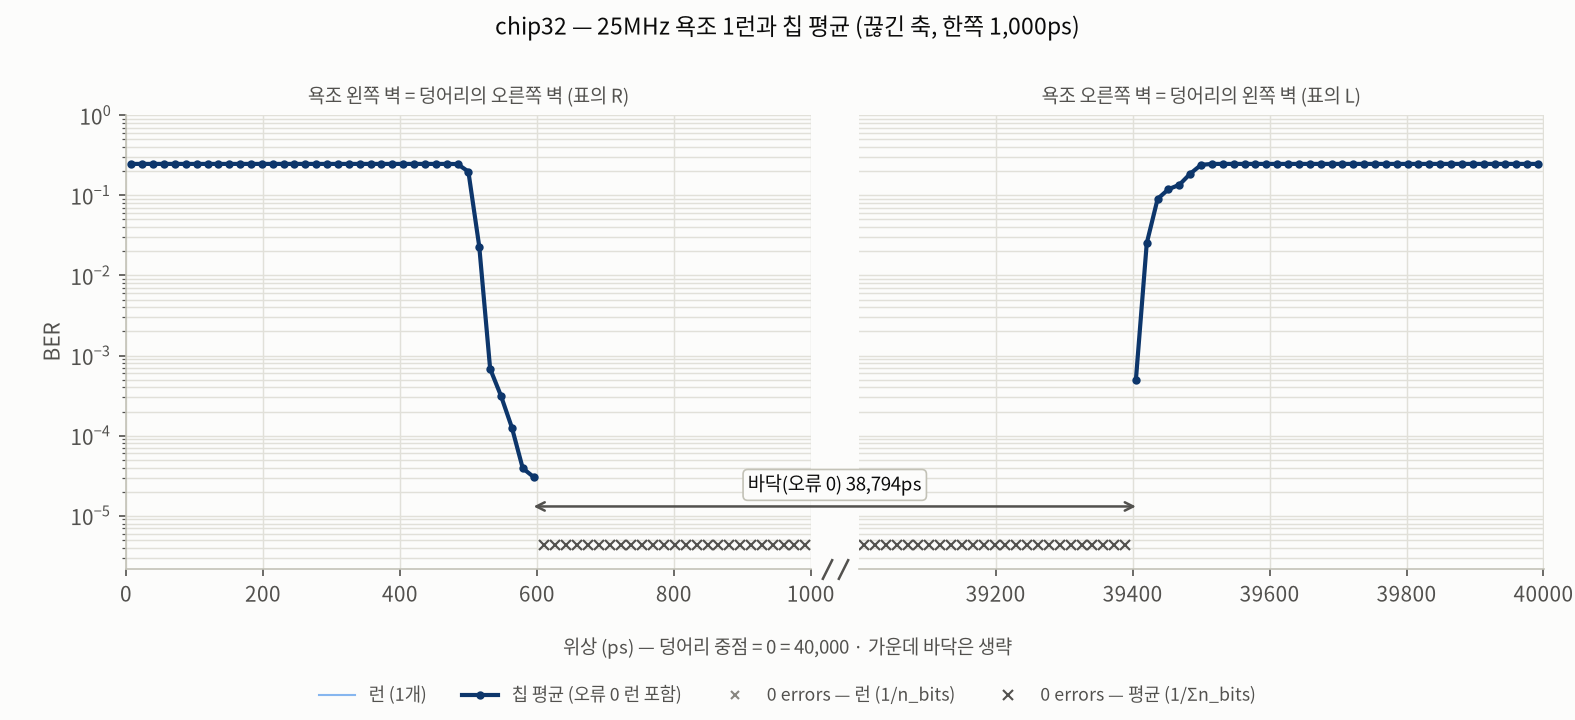 chip32 — 25MHz 욕조 1런과 칩 평균 (끊긴 축, 한쪽 1,000ps)
욕조 왼쪽 벽 = 덩어리의 오른쪽 벽 (표의 R)
욕조 오른쪽 벽 = 덩어리의 왼쪽 벽 (표의 L)
BER
10⁰
10⁻¹
10⁻²
10⁻³
10⁻⁴
10⁻⁵
바닥(오류 0) 38,794ps
0 200 400 600 800 1000 39200 39400 39600 39800 40000
위상 (ps) — 덩어리 중점 = 0 = 40,000 · 가운데 바닥은 생략
런 (1개) 칩 평균 (오류 0 런 포함) 0 errors — 런 (1/n_bits) 0 errors — 평균 (1/Σn_bits)